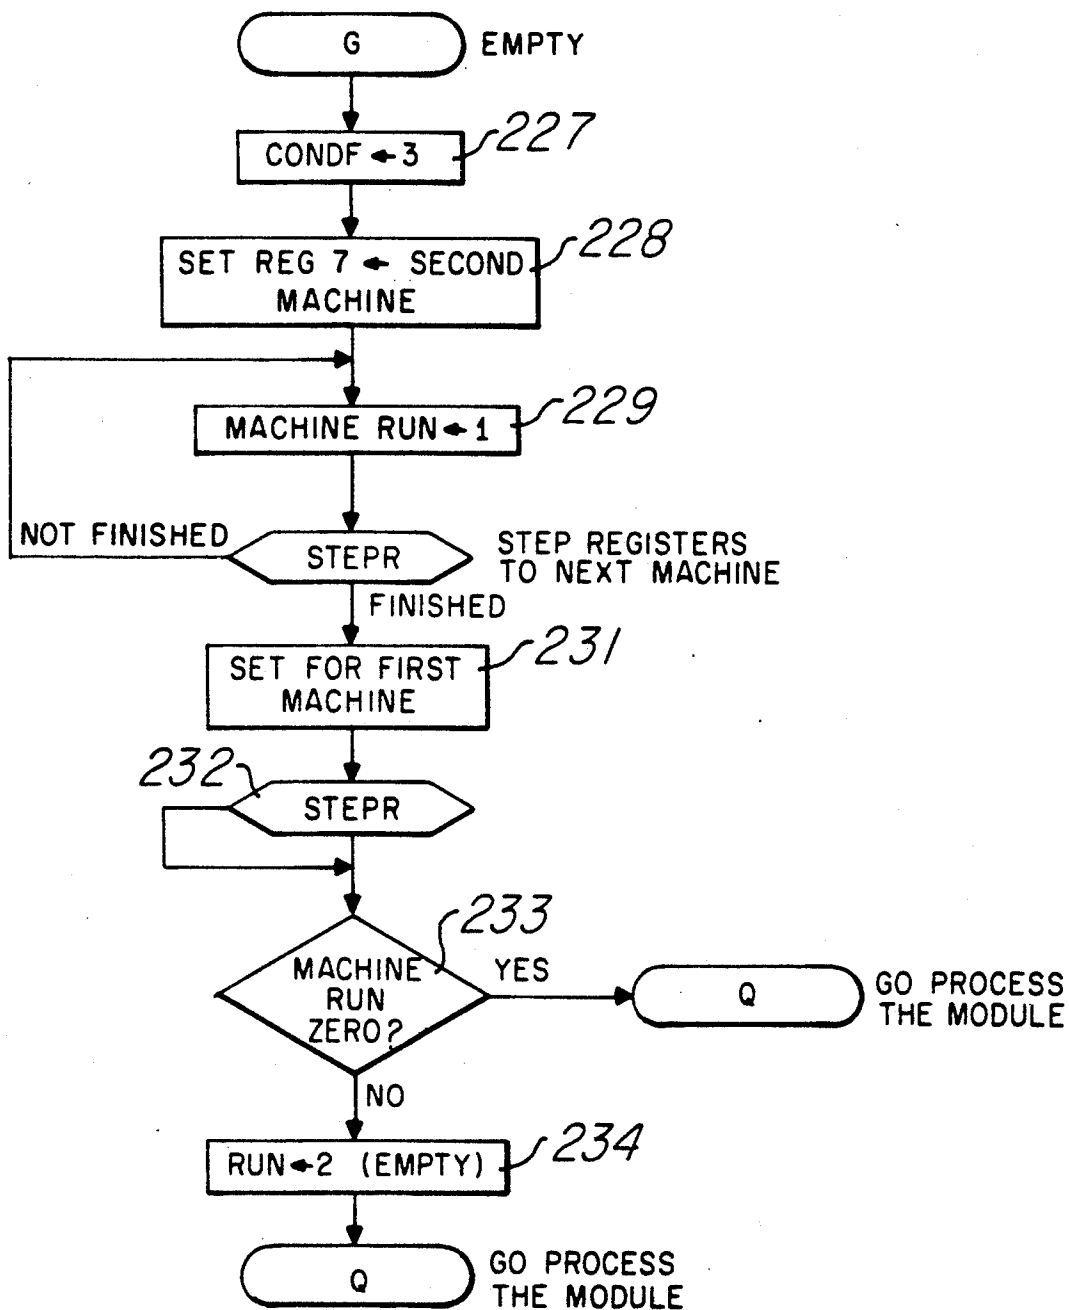 G EMPTY
227
CONDF ← 3
228
SET REG 7 ← SECOND
MACHINE
229
MACHINE RUN ← 1
NOT FINISHED
STEPR
STEP REGISTERS
TO NEXT MACHINE
FINISHED
231
SET FOR FIRST
MACHINE
232
STEPR
233
MACHINE
RUN
ZERO?
YES
Q
GO PROCESS
THE MODULE
NO
234
RUN ← 2 (EMPTY)
Q
GO PROCESS
THE MODULE